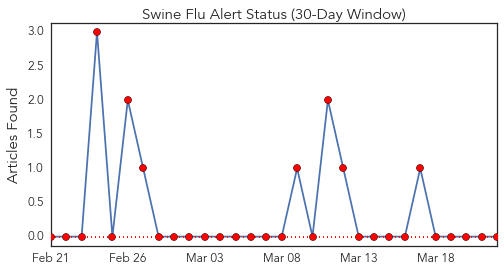 Swine Flu Alert Status (30-Day Window)
Articles Found
3.0
2.5
2.0
1.5
1.0
0.5
0.0
Feb 21 Feb 26 Mar 03 Mar 08 Mar 13 Mar 18